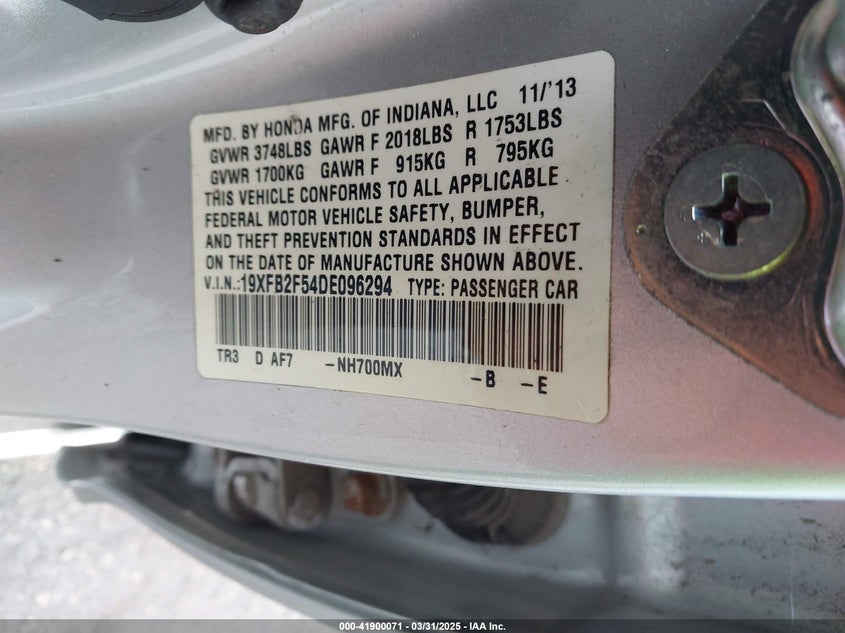 MFD. BY HONDA MFG. OF INDIANA, LLC 11/'13
GVWR 3748LBS GAWR F 2018LBS R 1753LBS
GVWR 1700KG GAWR F 915KG R 795KG
THIS VEHICLE CONFORMS TO ALL APPLICABLE
FEDERAL MOTOR VEHICLE SAFETY, BUMPER,
AND THEFT PREVENTION STANDARDS IN EFFECT
ON THE DATE OF MANUFACTURE SHOWN ABOVE.
V.I.N.:19XFB2F54DE096294 TYPE: PASSENGER CAR
TR3 D AF7 -NH700MX -B -E
000-41900071 - 03/31/2025 - IAA Inc.